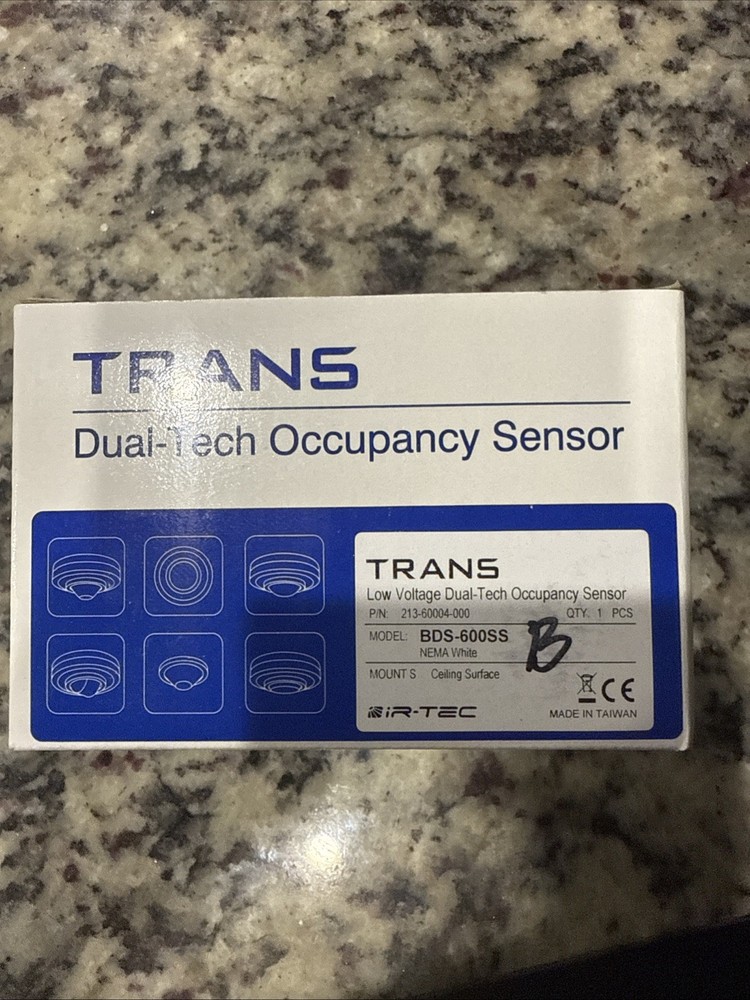 TRANS
Dual-Tech Occupancy Sensor
TRANS
Low Voltage Dual-Tech Occupancy Sensor
P/N: 213-60004-000 QTY. 1 PCS
MODEL: BDS-600SS B
NEMA White
MOUNT S Ceiling Surface
CE
iR-TEC MADE IN TAIWAN